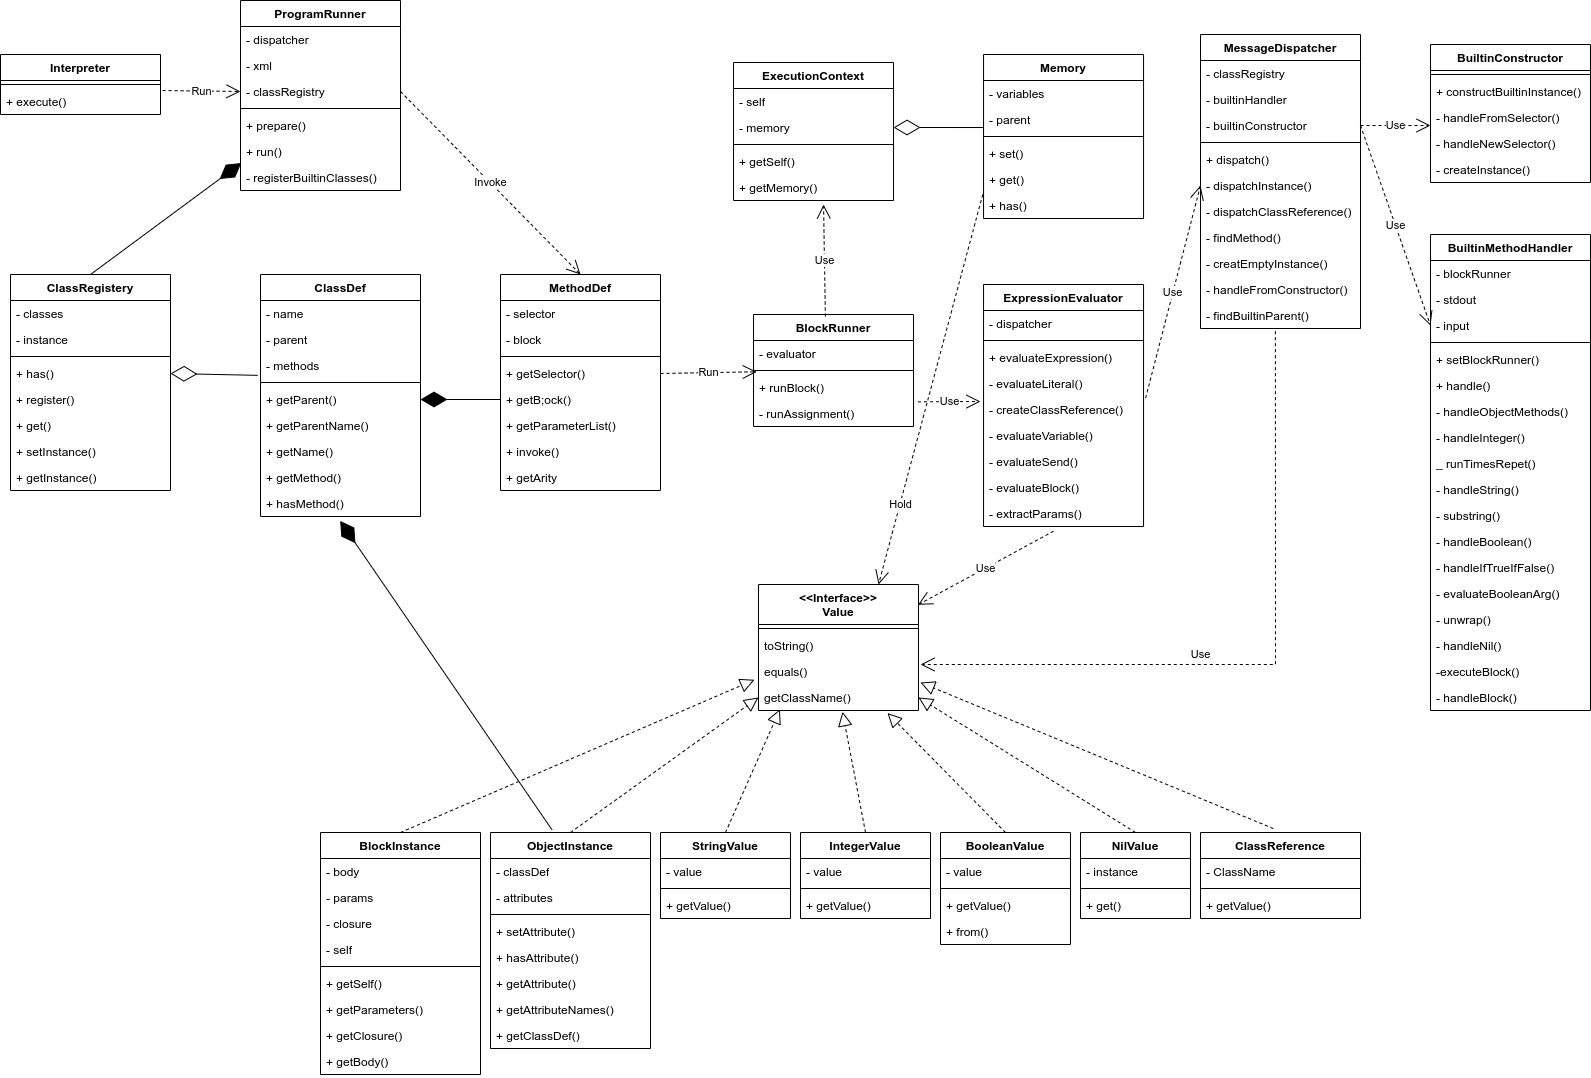 Interpreter
+ execute()
Run
ProgramRunner
- dispatcher
- xml
- classRegistry
+ prepare()
+ run()
- registerBuiltinClasses()
Invoke
ExecutionContext
- self
- memory
+ getSelf()
+ getMemory()
Memory
- variables
- parent
+ set()
+ get()
+ has()
MessageDispatcher
- classRegistry
- builtinHandler
- builtinConstructor
+ dispatch()
- dispatchInstance()
- dispatchClassReference()
- findMethod()
- creatEmptyInstance()
- handleFromConstructor()
- findBuiltinParent()
Use
Use
BuiltinConstructor
+ constructBuiltinInstance()
- handleFromSelector()
- handleNewSelector()
- createInstance()
BuiltinMethodHandler
- blockRunner
- stdout
- input
+ setBlockRunner()
+ handle()
- handleObjectMethods()
- handleInteger()
_ runTimesRepet()
- handleString()
- substring()
- handleBoolean()
- handleIfTrueIfFalse()
- evaluateBooleanArg()
- unwrap()
- handleNil()
-executeBlock()
- handleBlock()
ClassRegistery
- classes
- instance
+ has()
+ register()
+ get()
+ setInstance()
+ getInstance()
ClassDef
- name
- parent
- methods
+ getParent()
+ getParentName()
+ getName()
+ getMethod()
+ hasMethod()
MethodDef
- selector
- block
+ getSelector()
+ getB;ock()
+ getParameterList()
+ invoke()
+ getArity
Run
Use
BlockRunner
- evaluator
+ runBlock()
- runAssignment()
Use
ExpressionEvaluator
- dispatcher
+ evaluateExpression()
- evaluateLiteral()
- createClassReference()
- evaluateVariable()
- evaluateSend()
- evaluateBlock()
- extractParams()
Use
Hold
Use
Use
<<Interface>>
Value
toString()
equals()
getClassName()
BlockInstance
- body
- params
- closure
- self
+ getSelf()
+ getParameters()
+ getClosure()
+ getBody()
ObjectInstance
- classDef
- attributes
+ setAttribute()
+ hasAttribute()
+ getAttribute()
+ getAttributeNames()
+ getClassDef()
StringValue
- value
+ getValue()
IntegerValue
- value
+ getValue()
BooleanValue
- value
+ getValue()
+ from()
NilValue
- instance
+ get()
ClassReference
- ClassName
+ getValue()